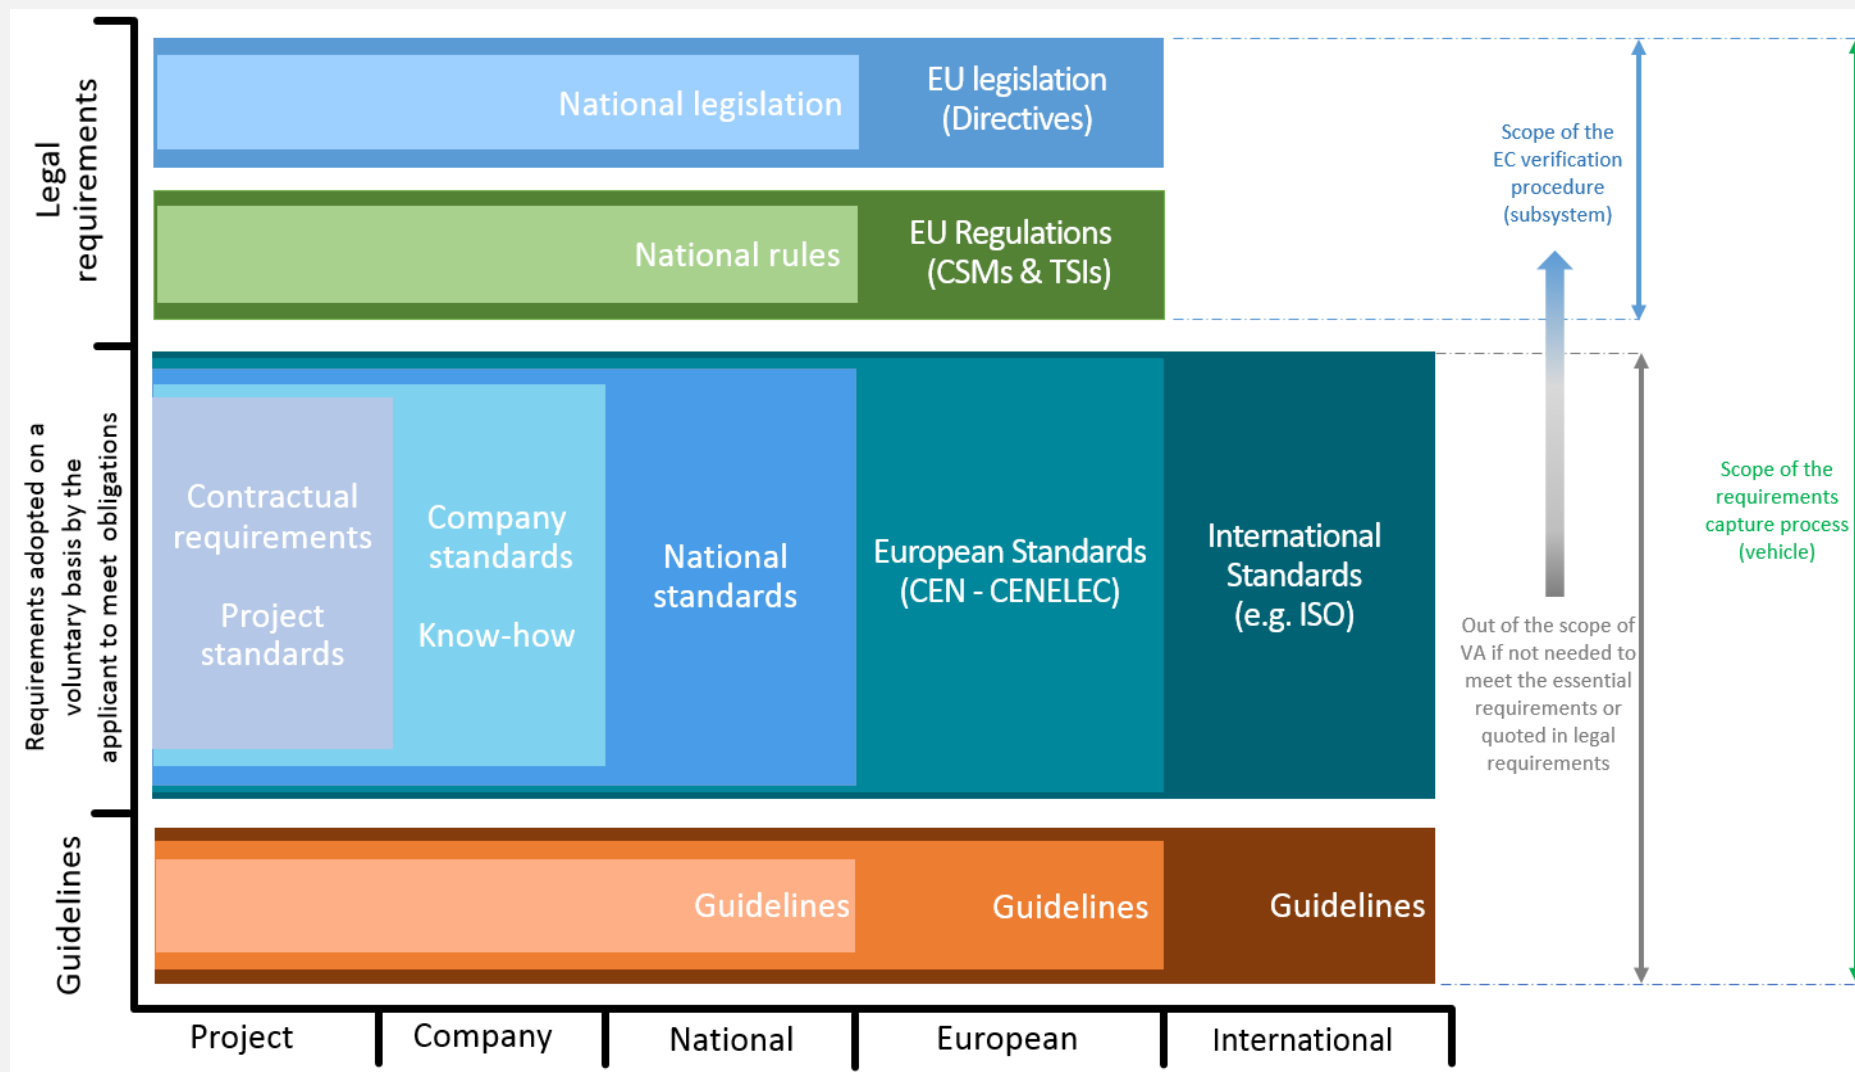 Legal
requirements
National legislation
EU legislation
(Directives)
National rules
EU Regulations
(CSMs & TSIs)
Scope of the
EC verification
procedure
(subsystem)
Requirements adopted on a
voluntary basis by the
applicant to meet obligations
Contractual
requirements
Project
standards
Company
standards
Know-how
National
standards
European Standards
(CEN - CENELEC)
International
Standards
(e.g. ISO)
Out of the scope of
VA if not needed to
meet the essential
requirements or
quoted in legal
requirements
Scope of the
requirements
capture process
(vehicle)
Guidelines
Guidelines
Guidelines
Guidelines
Project
Company
National
European
International